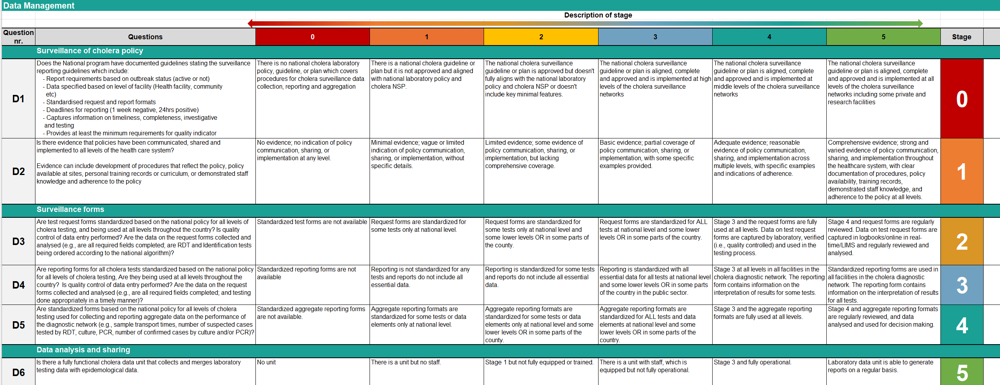 Data Management
Description of stage
Question nr.
Questions
0
1
2
3
4
5
Stage
Surveillance of cholera policy
D1
Does the National program have documented guidelines stating the surveillance
reporting guidelines which include:
- Report requirements based on outbreak status (active or not)
- Data specified based on level of facility (Health facility, community
etc)
- Standardised request and report formats
- Deadlines for reporting (1 week negative, 24hrs positive)
- Captures information on timeliness, completeness, investigative
and testing
- Provides at least the minimum requirements for quality indicator
There is no national cholera laboratory
policy, guideline, or plan which covers
procedures for cholera surveillance data
collection, reporting and aggregation
There is a national cholera guideline or
plan but it is not approved and aligned
with national laboratory policy and
cholera NSP.
The national cholera surveillance
guideline or plan is approved but doesn't
fully aligns with the national laboratory
policy and cholera NSP or doesn't
include key minimal features.
The national cholera surveillance
guideline or plan is aligned, complete
and approved and is implemented at high
levels of the cholera surveillance
networks
The national cholera surveillance
guideline or plan is aligned, complete
and approved and is implemented at
middle levels of the cholera surveillance
networks
The national cholera surveillance
guideline or plan is aligned, complete
and approved and is implemented at all
levels of the cholera surveillance
networks including some private and
research facilities
0
D2
Is there evidence that policies have been communicated, shared and
implemented to all levels of the health care system?
Evidence can include development of procedures that reflect the policy, policy
available at sites, personal training records or curriculum, or demonstrated staff
knowledge and adherence to the policy
No evidence; no indication of policy
communication, sharing, or
implementation at any level.
Minimal evidence; vague or limited
indication of policy communication,
sharing, or implementation, without
specific details.
Limited evidence; some evidence of
policy communication, sharing, or
implementation, but lacking
comprehensive coverage.
Basic evidence; partial coverage of
policy communication, sharing, or
implementation, with some specific
examples provided.
Adequate evidence; reasonable
evidence of policy communication,
sharing, and implementation across
multiple levels, with specific examples
and indications of adherence.
Comprehensive evidence; strong and
varied evidence of policy communication,
sharing, and implementation throughout
the healthcare system, with clear
documentation of procedures, policy
availability, training records,
demonstrated staff knowledge, and
adherence to the policy at all levels.
1
Surveillance forms
D3
Are test request forms standardized based on the national policy for all levels of
cholera testing, and being used at all levels throughout the country? Is quality
control of data entry performed? Are the data on the request forms collected and
analysed (e.g., are all required fields completed; are RDT and Identification tests
being ordered according to the national algorithm)?
Standardized test forms are not available
Request forms are standardized for
some tests only at national level.
Request forms are standardized for
some tests only at national level and
some lower levels OR in some parts of
the county.
Request forms are standardized for ALL
tests at national level and some lower
levels OR in some parts of the country.
Stage 3 and the request forms are fully
used at all levels. Data on test request
forms are captured by laboratory, verified
(i.e., quality controlled) and used in the
testing process.
Stage 4 and request forms are regularly
reviewed. Data on test request forms are
captured in logbooks/online in real-
time/LIMS and regularly reviewed and
analysed.
2
D4
Are reporting forms for all cholera tests standardized based on the national policy
for all levels of cholera testing, Are they being used at all levels throughout the
country?  Is quality control of data entry performed? Are the data on the request
forms collected and analysed (e.g., are all required fields completed; and testing
done appropriately in a timely manner)?
Standardized reporting forms are not
available
Reporting is not standardized for any
tests and reports do not include all
essential data.
Reporting is standardized for some tests
and reports do not include all essential
data.
Reporting is standardized with all
essential data for all tests at national level
and some lower levels OR in some parts
of the country in the public sector.
Stage 3 at all levels in all facilities in the
cholera diagnostic network. The reporting
form contains information on the
interpretation of results for some tests.
Standardized reporting forms are used in
all facilities in the cholera diagnostic
network. The reporting form contains
information on the interpretation of results
for all tests.
3
D5
Are standardized forms based on the national policy for all levels of cholera
testing used for collecting and reporting aggregate data on the performance of
the diagnostic network (e.g., sample transport times, number of suspected cases
tested by RDT, culture, PCR, number of confirmed cases by culture and/or PCR)?
Standardized aggregate reporting forms
are not available.
Aggregate reporting formats are
standardized for some tests or data
elements only at national level.
Aggregate reporting formats are
standardized for some tests or data
elements only at national level and some
lower levels OR in some parts of the
county.
Aggregate reporting formats are
standardized for ALL tests and data
elements at national level and some
lower levels OR in some parts of the
country.
Stage 3 and the aggregate reporting
formats are fully used at all levels.
Stage 4 and aggregate reporting formats
are regularly reviewed, and data
analysed and used for decision making.
4
Data analysis and sharing
D6
Is there a fully functional cholera data unit that collects and merges laboratory
testing data with epidemological data.
No unit
There is a unit but no staff.
Stage 1 but not fully equipped or trained.
There is a unit with staff, which is
equipped but not fully operational.
Stage 3 and fully operational.
Laboratory data unit is able to generate
reports on a regular basis.
5